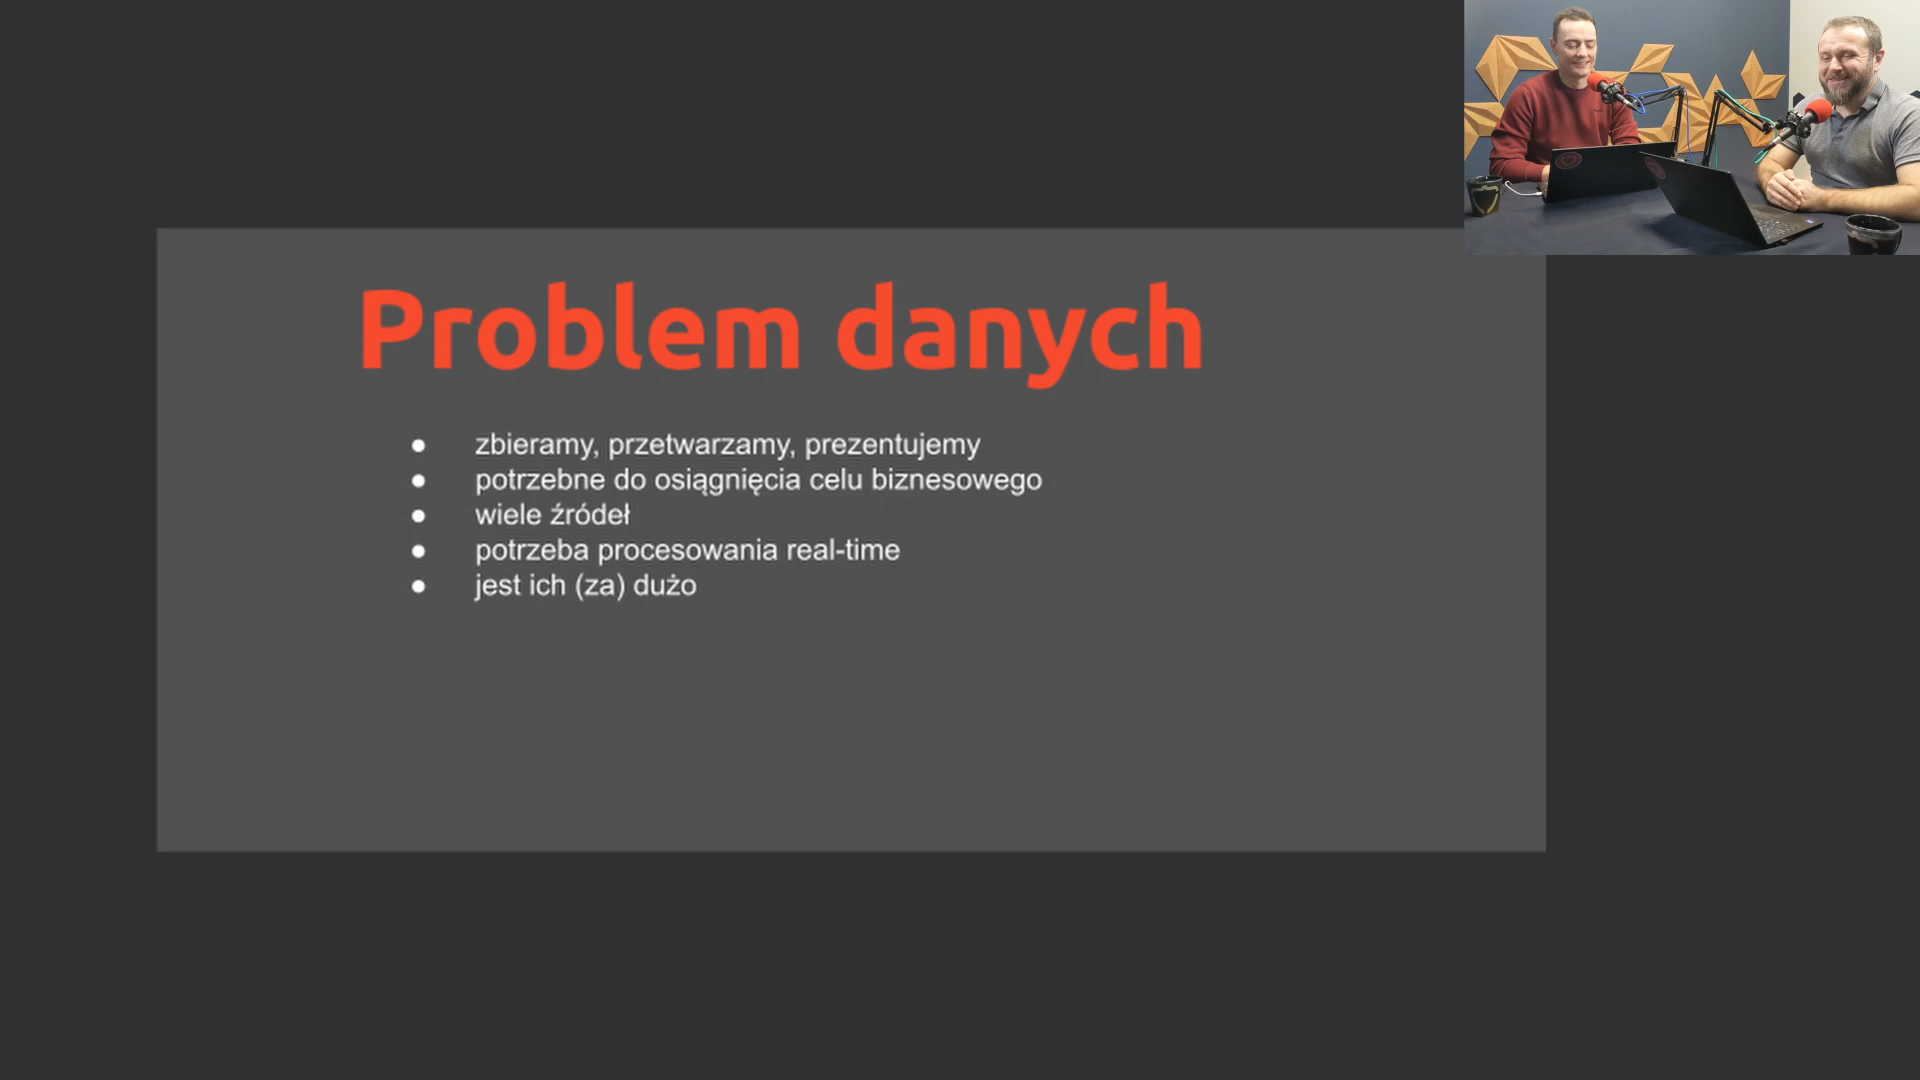 Problem danych
● zbieramy, przetwarzamy, prezentujemy
● potrzebne do osiągnięcia celu biznesowego
● wiele źródeł
● potrzeba procesowania real-time
● jest ich (za) dużo